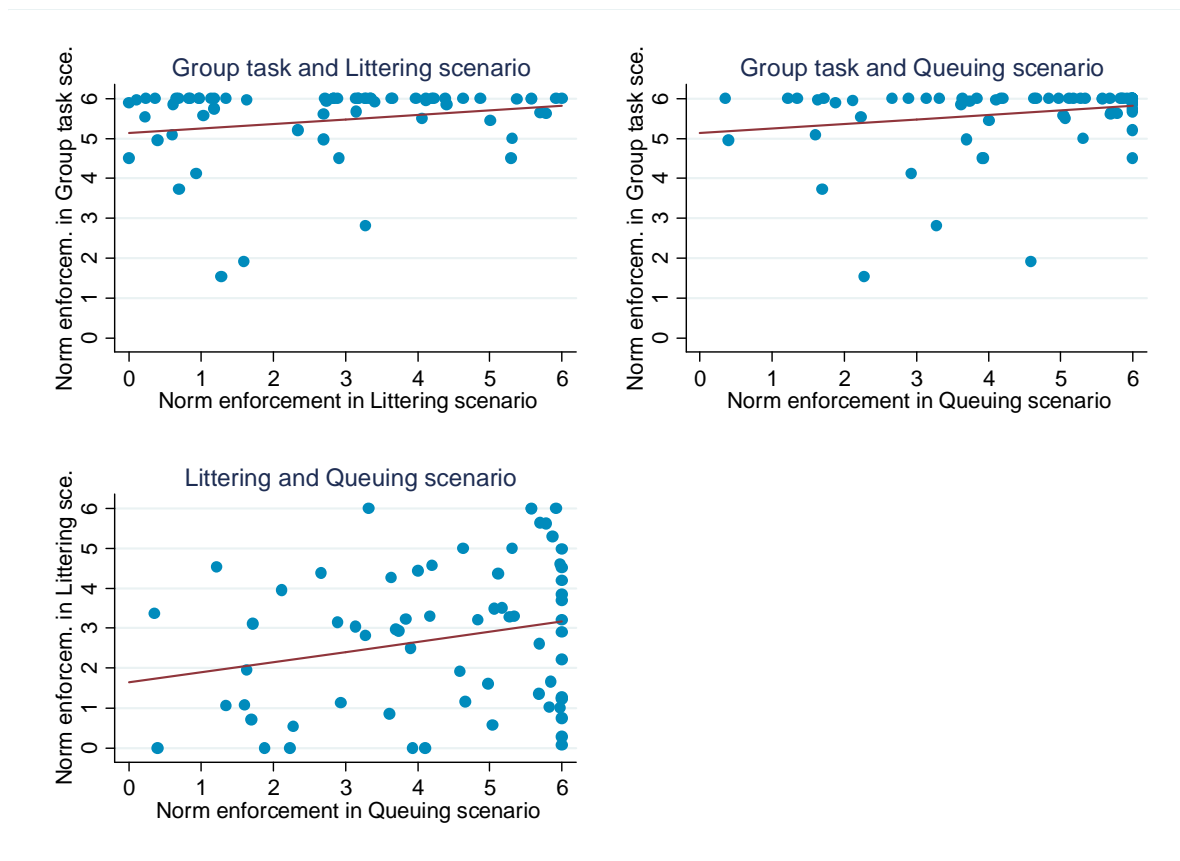 Group task and Littering scenario
Norm enforcem. in Group task sce.
6
5
4
3
2
1
0
0 1 2 3 4 5 6
Norm enforcement in Littering scenario
Group task and Queuing scenario
Norm enforcem. in Group task sce.
6
5
4
3
2
1
0
0 1 2 3 4 5 6
Norm enforcement in Queuing scenario
Littering and Queuing scenario
Norm enforcem. in Littering sce.
6
5
4
3
2
1
0
0 1 2 3 4 5 6
Norm enforcement in Queuing scenario